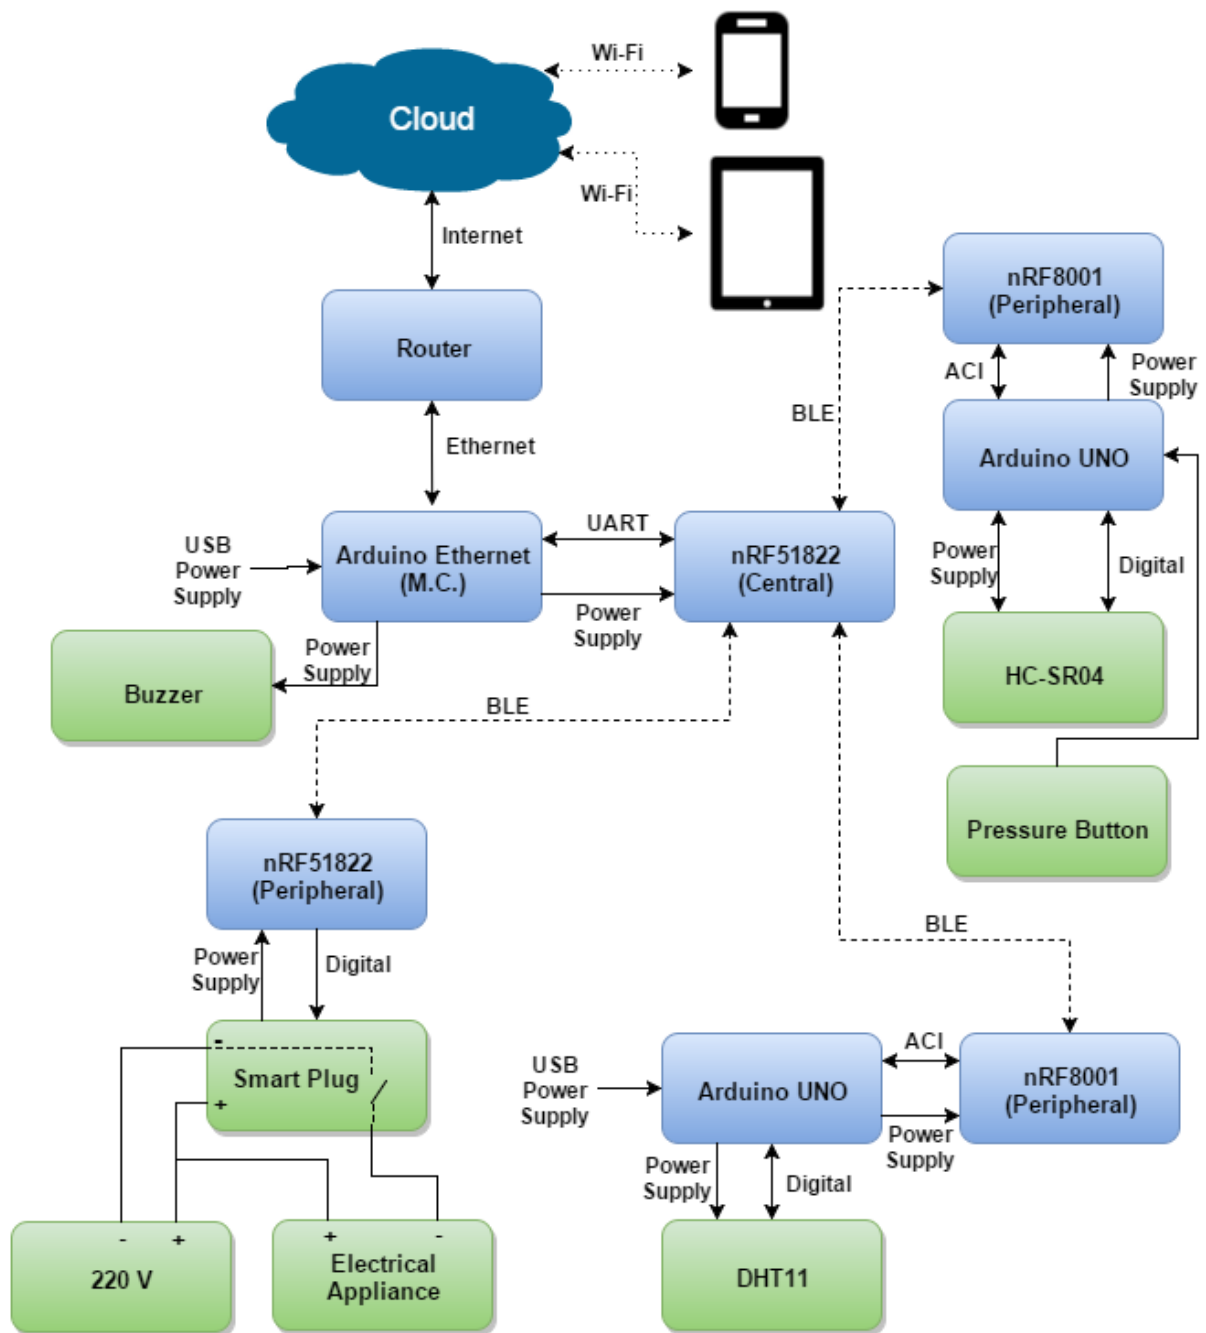 Wi-Fi
Cloud
Wi-Fi
Internet
nRF8001
(Peripheral)
Router
ACI
Power
Supply
BLE
Ethernet
Arduino UNO
UART
USB
Power
Supply
Arduino Ethernet
(M.C.)
nRF51822
(Central)
Power
Supply
Digital
Power
Supply
Power
Supply
Buzzer
HC-SR04
BLE
Pressure Button
nRF51822
(Peripheral)
BLE
Power
Supply
Digital
-
Smart Plug
+
USB
Power
Supply
Arduino UNO
ACI
nRF8001
(Peripheral)
Power
Supply
Power
Supply
Digital
- +
220 V
+ -
Electrical
Appliance
DHT11